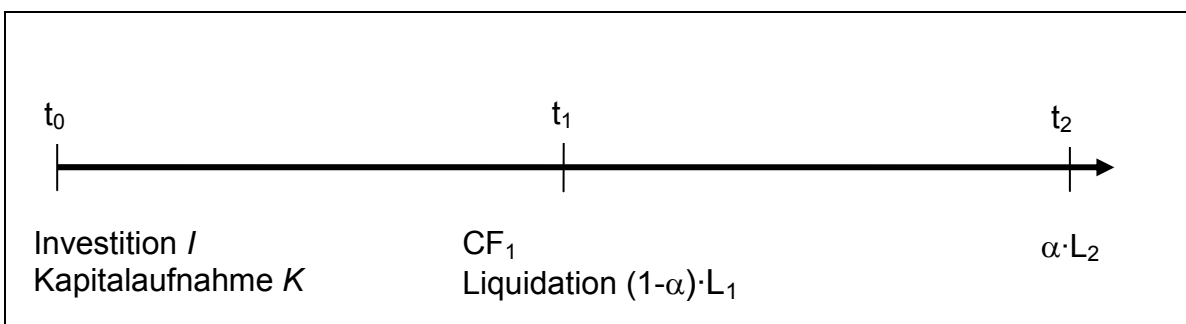 t₀ t₁ t₂
Investition I CF₁ α·L₂
Kapitalaufnahme K Liquidation (1-α)·L₁